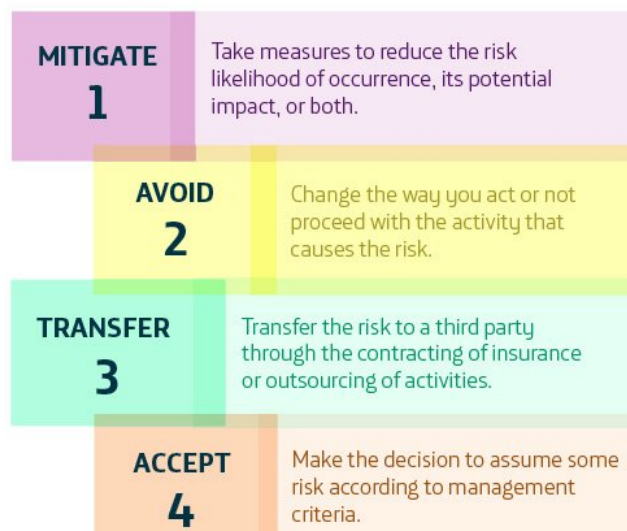 MITIGATE
1
Take measures to reduce the risk
likelihood of occurrence, its potential
impact, or both.
AVOID
2
Change the way you act or not
proceed with the activity that
causes the risk.
TRANSFER
3
Transfer the risk to a third party
through the contracting of insurance
or outsourcing of activities.
ACCEPT
4
Make the decision to assume some
risk according to management
criteria.